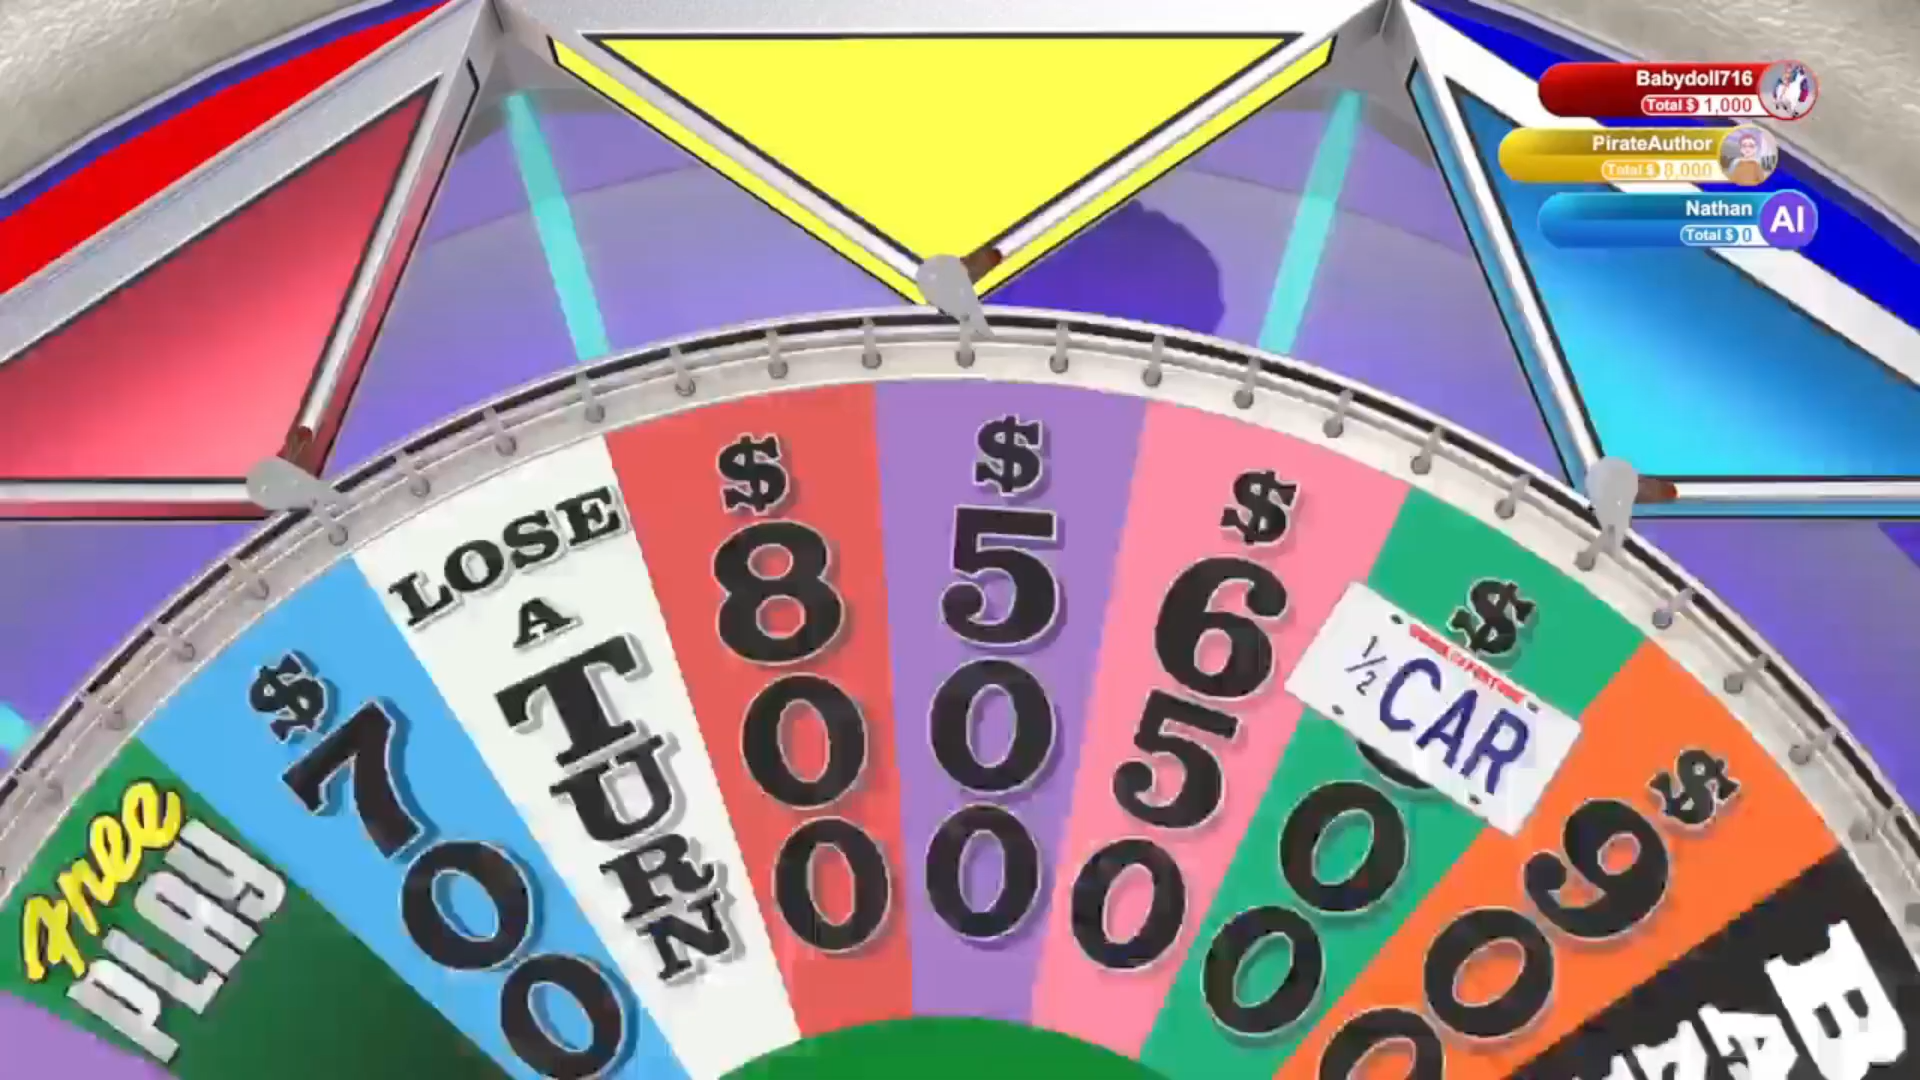 Babydoll716
Total $ 1,000
PirateAuthor
Total $ 8,000
Nathan
Total $ 0
AI
Free
PLAY
$700
LOSE
A
TURN
$800
$500
$650
$
00
½ CAR
$900